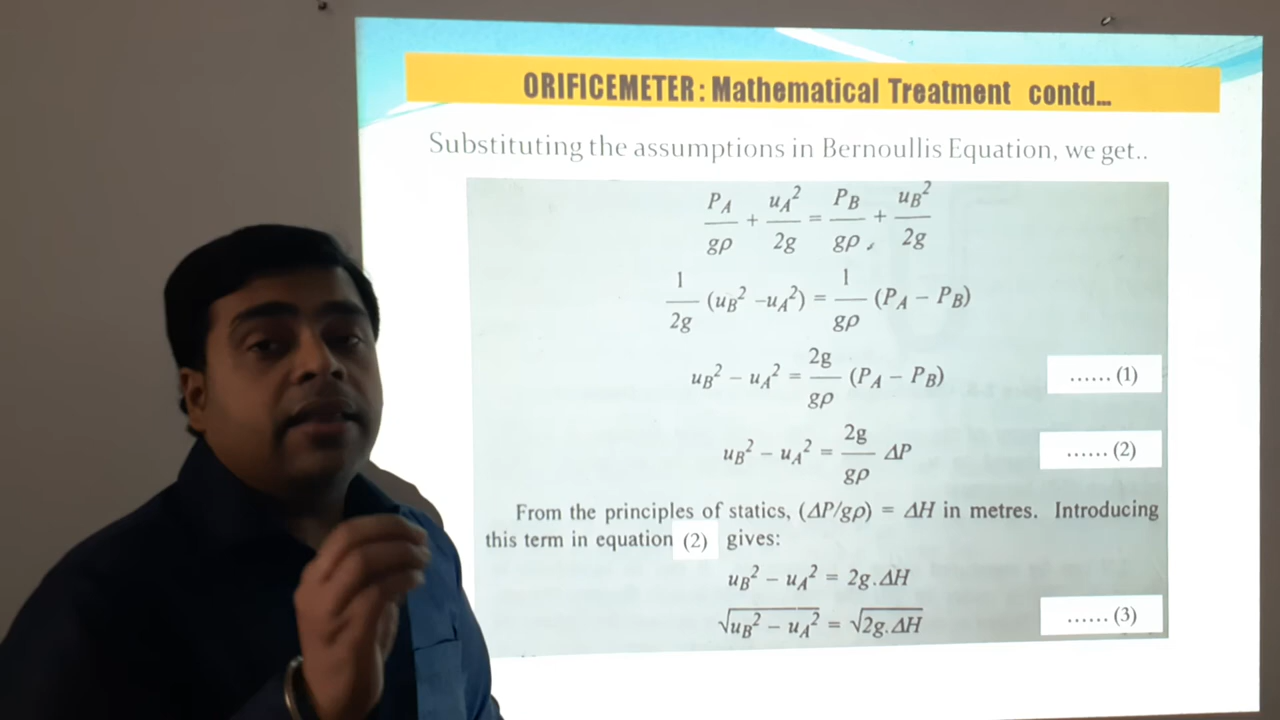 ORIFICEMETER : Mathematical Treatment contd...
Substituting the assumptions in Bernoullis Equation, we get..
P_A/gρ + u_A²/2g = P_B/gρ + u_B²/2g
1/2g (u_B² – u_A²) = 1/gρ (P_A – P_B)
u_B² – u_A² = 2g/gρ (P_A – P_B) ...... (1)
u_B² – u_A² = 2g/gρ ΔP ...... (2)
From the principles of statics, (ΔP/gρ) = ΔH in metres. Introducing
this term in equation (2) gives:
u_B² – u_A² = 2g.ΔH
√(u_B² – u_A²) = √(2g.ΔH) ...... (3)